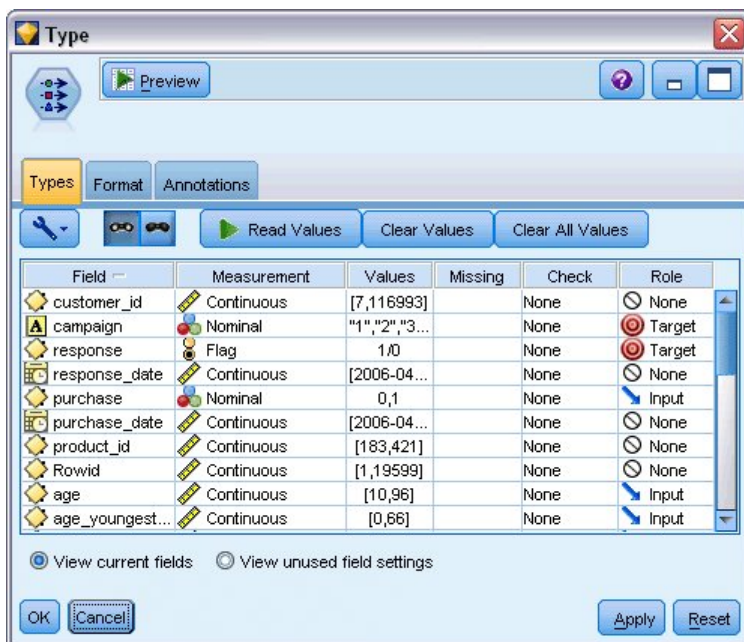 Type
Preview
Types Format Annotations
Read Values Clear Values Clear All Values
Field Measurement Values Missing Check Role
customer_id Continuous [7,116993] None None
A campaign Nominal "1","2","3... None Target
response Flag 1/0 None Target
response_date Continuous [2006-04... None None
purchase Nominal 0,1 None Input
purchase_date Continuous [2006-04... None None
product_id Continuous [183,421] None None
Rowid Continuous [1,19599] None None
age Continuous [10,96] None Input
age_youngest... Continuous [0,66] None Input
View current fields View unused field settings
OK Cancel Apply Reset